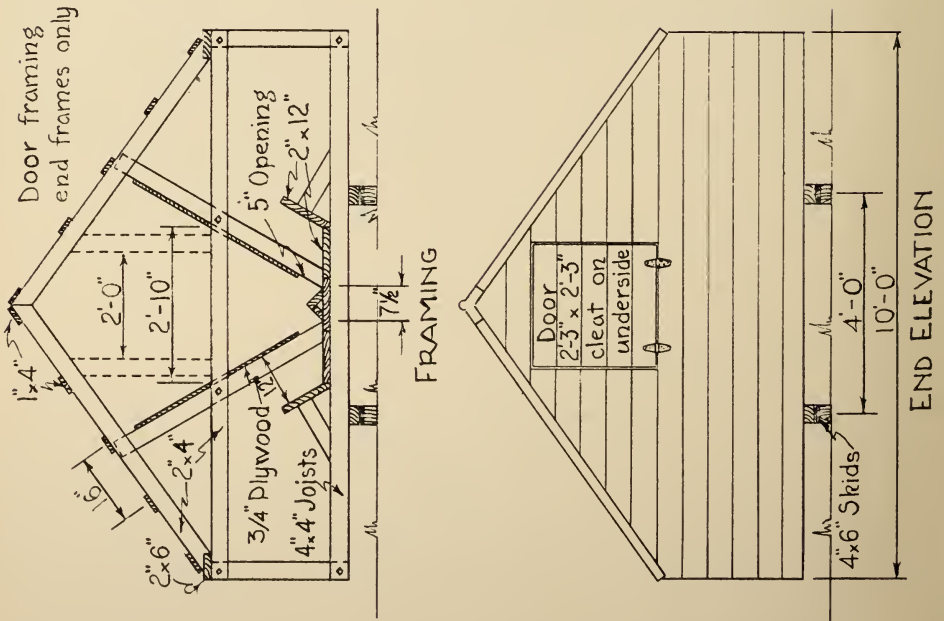 Door framing
end frames only
1"x4"
2'-0"
2'-10"
16"
2"x4"
2"x6"
5" Opening
2"x12"
3/4" Plywood
12"
4"x4" Joists
7½"
FRAMING
Door
2'-3" x 2'-3"
cleat on
underside
4"x6" Skids
4'-0"
10'-0"
END ELEVATION